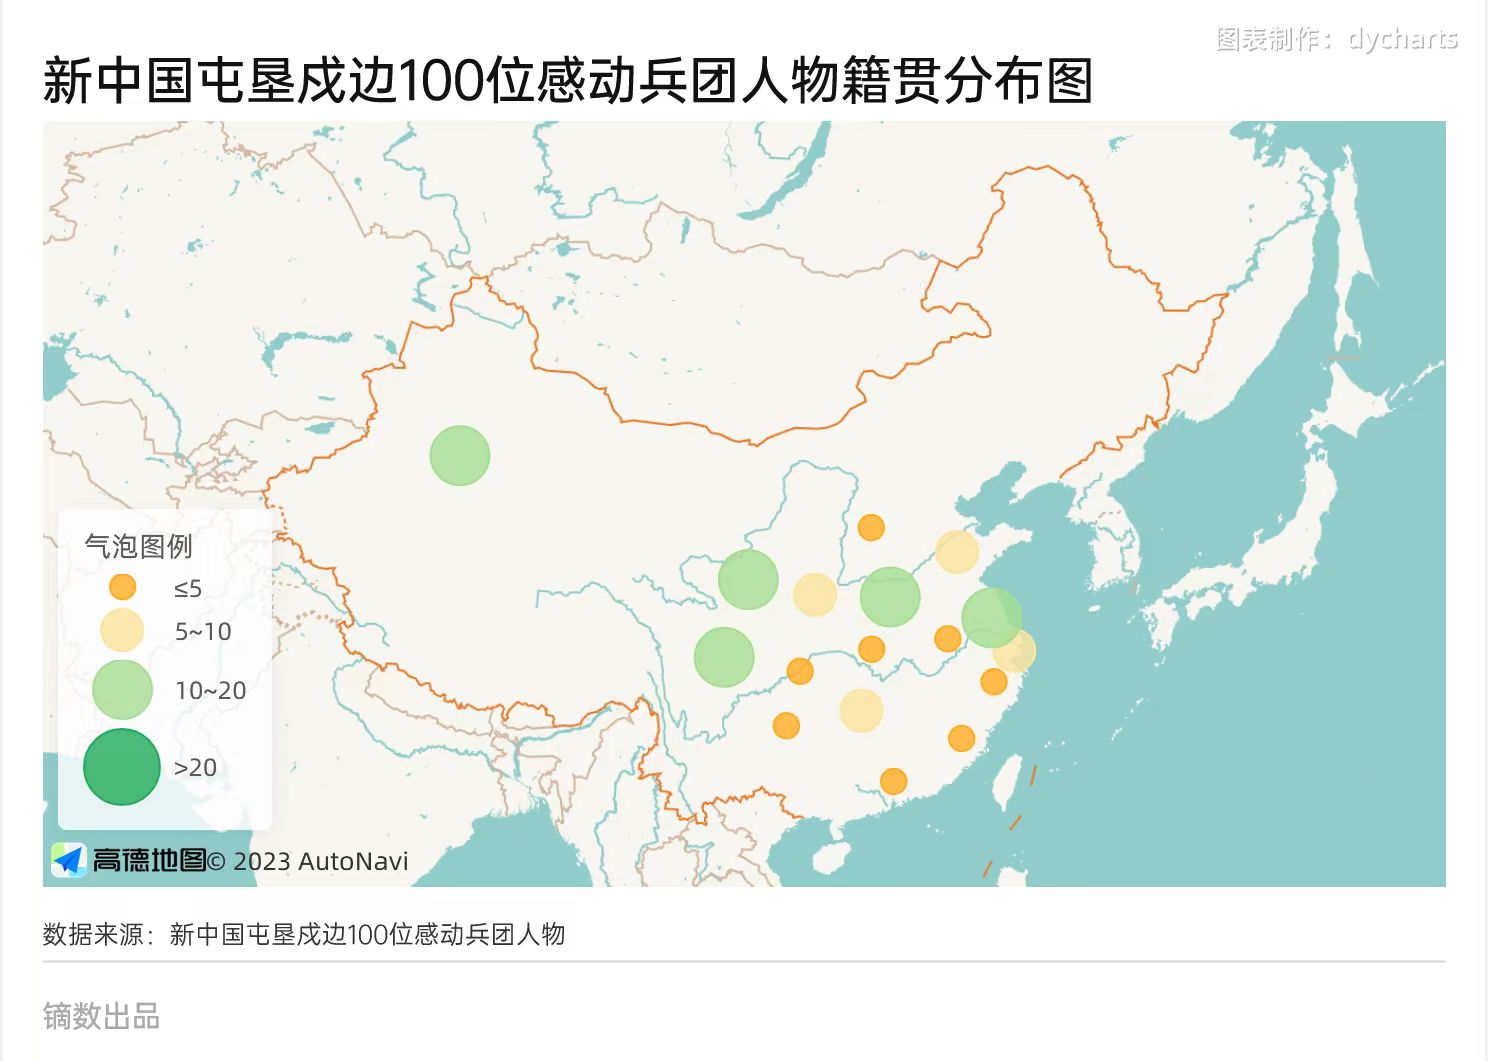 图表制作：dycharts
新中国屯垦戍边100位感动兵团人物籍贯分布图
气泡图例
≤5
5~10
10~20
>20
高德地图© 2023 AutoNavi
数据来源：新中国屯垦戍边100位感动兵团人物
镝数出品